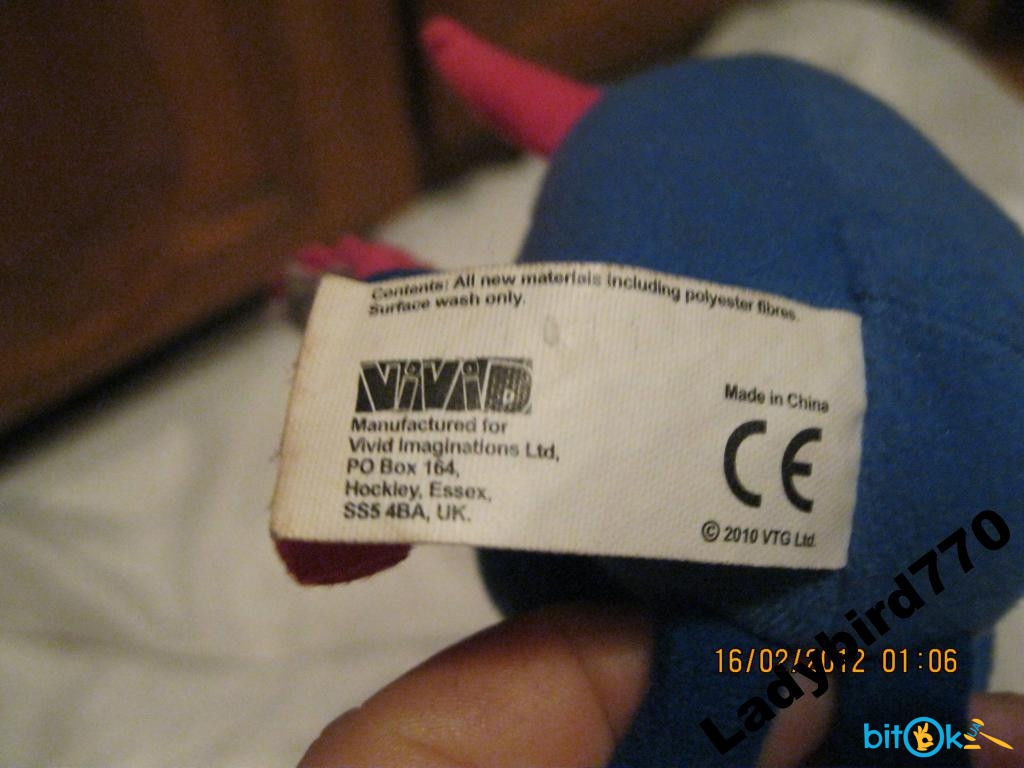 Contents: All new materials including polyester fibres.
Surface wash only.
ViViD
Manufactured for
Vivid Imaginations Ltd,
PO Box 164,
Hockley, Essex,
SS5 4BA, UK.
Made in China
CE
© 2010 VTG Ltd.
Ladybird770
16/02/2012 01:06
bitok
UA